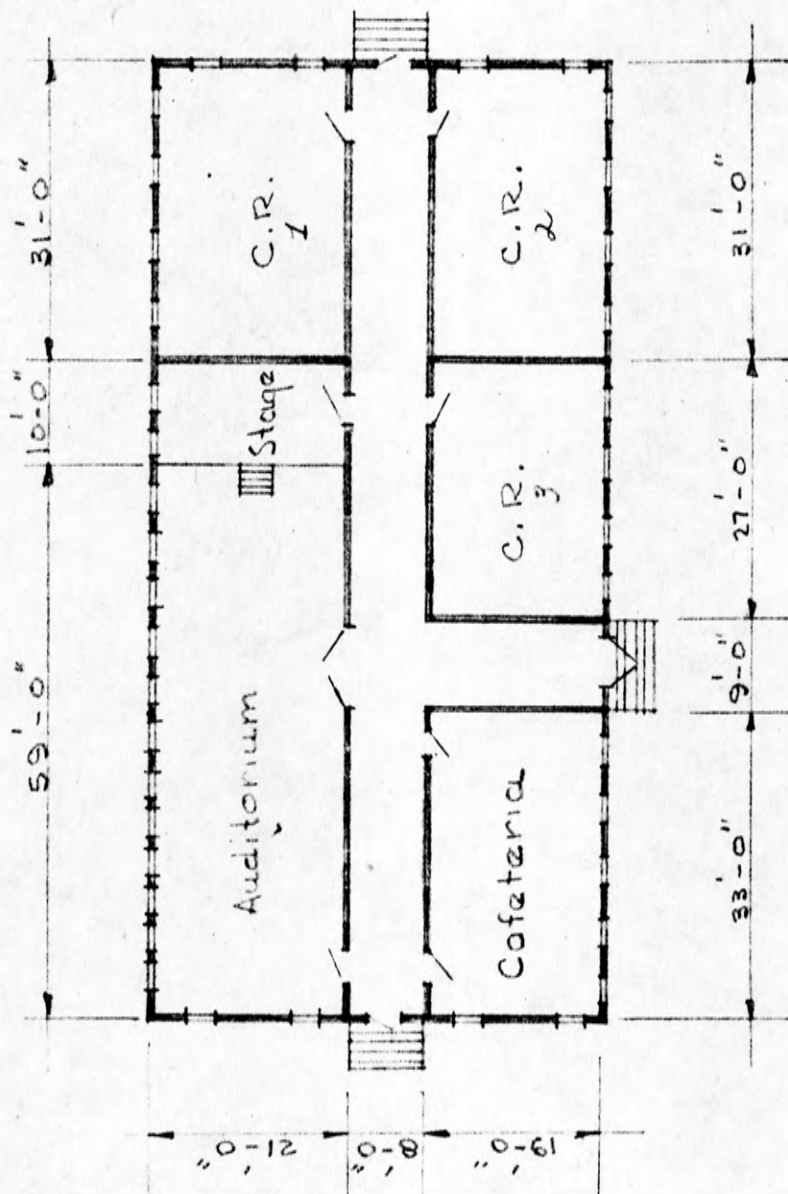 31'-0"
10'-0"
59'-0"
C.R.
1
Stage
Auditorium
C.R.
2
C.R.
3
Cafeteria
31'-0"
27'-0"
9'-0"
33'-0"
21'-0"
8'-0"
19'-0"